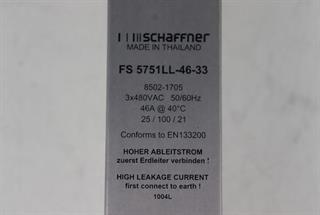 SCHAFFNER
MADE IN THAILAND
FS 5751LL-46-33
8502-1705
3x480VAC 50/60Hz
46A @ 40°C
25 / 100 / .21
Conforms to EN133200
HOHER ABLEITSTROM
zuerst Erdleiter verbinden !
HIGH LEAKAGE CURRENT
first connect to earth !
1004L